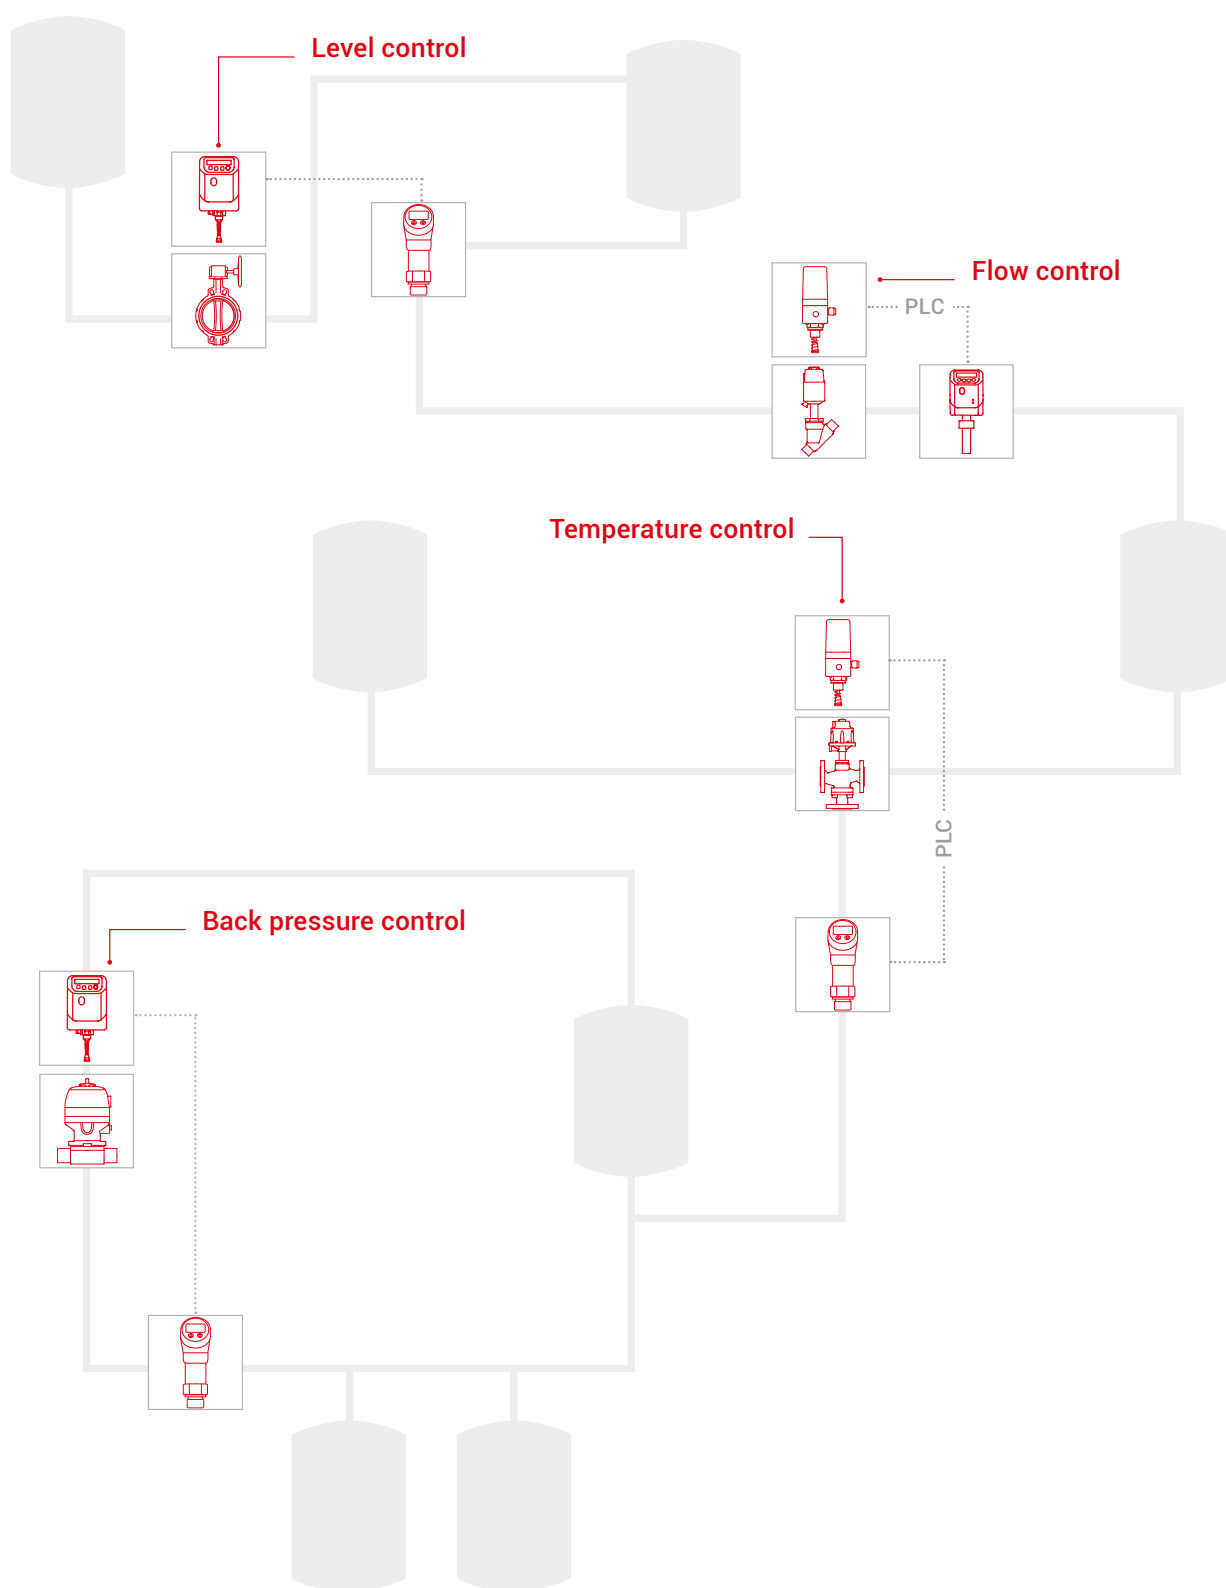 Level control
Flow control
PLC
Temperature control
PLC
Back pressure control